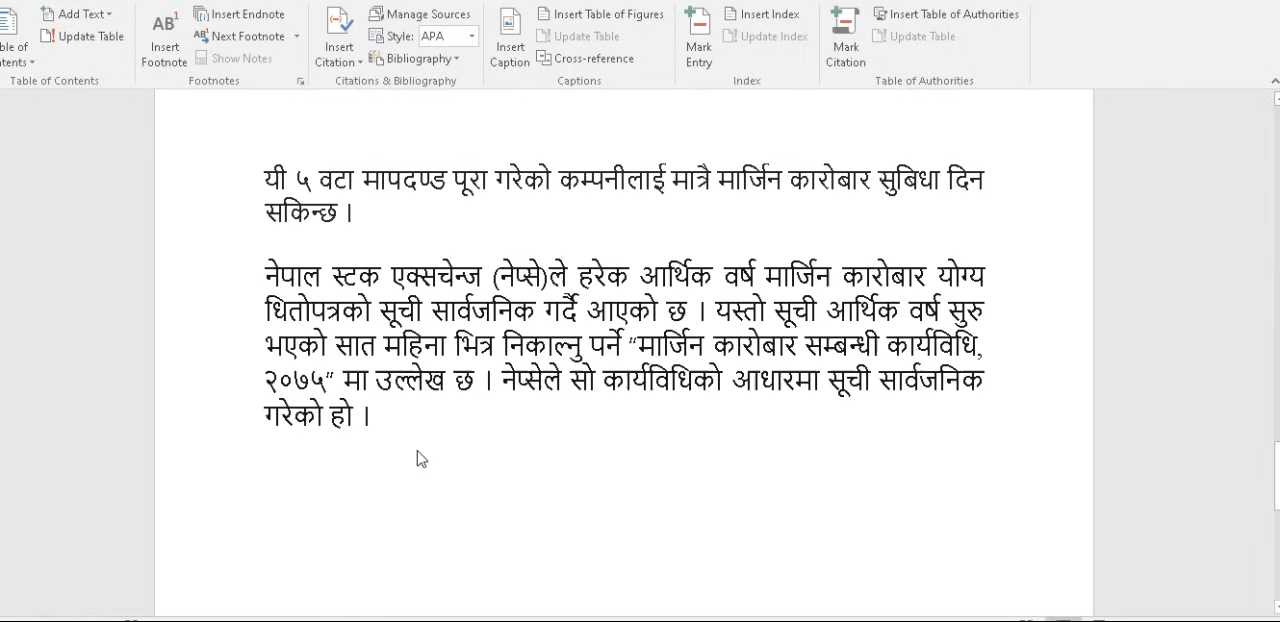 Add Text
Update Table
ble of
tents
Table of Contents
AB1
Insert
Footnote
Insert Endnote
Next Footnote
Show Notes
Footnotes
Insert
Citation
Manage Sources
Style: APA
Bibliography
Citations & Bibliography
Insert
Caption
Insert Table of Figures
Update Table
Cross-reference
Captions
Mark
Entry
Insert Index
Update Index
Index
Mark
Citation
Insert Table of Authorities
Update Table
Table of Authorities
यी ५ वटा मापदण्ड पूरा गरेको कम्पनीलाई मात्रै मार्जिन कारोबार सुबिधा दिन
सकिन्छ ।
नेपाल स्टक एक्सचेन्ज (नेप्से)ले हरेक आर्थिक वर्ष मार्जिन कारोबार योग्य
धितोपत्रको सूची सार्वजनिक गर्दै आएको छ । यस्तो सूची आर्थिक वर्ष सुरु
भएको सात महिना भित्र निकाल्नु पर्ने “मार्जिन कारोबार सम्बन्धी कार्यविधि,
२०७५” मा उल्लेख छ । नेप्सेले सो कार्यविधिको आधारमा सूची सार्वजनिक
गरेको हो ।